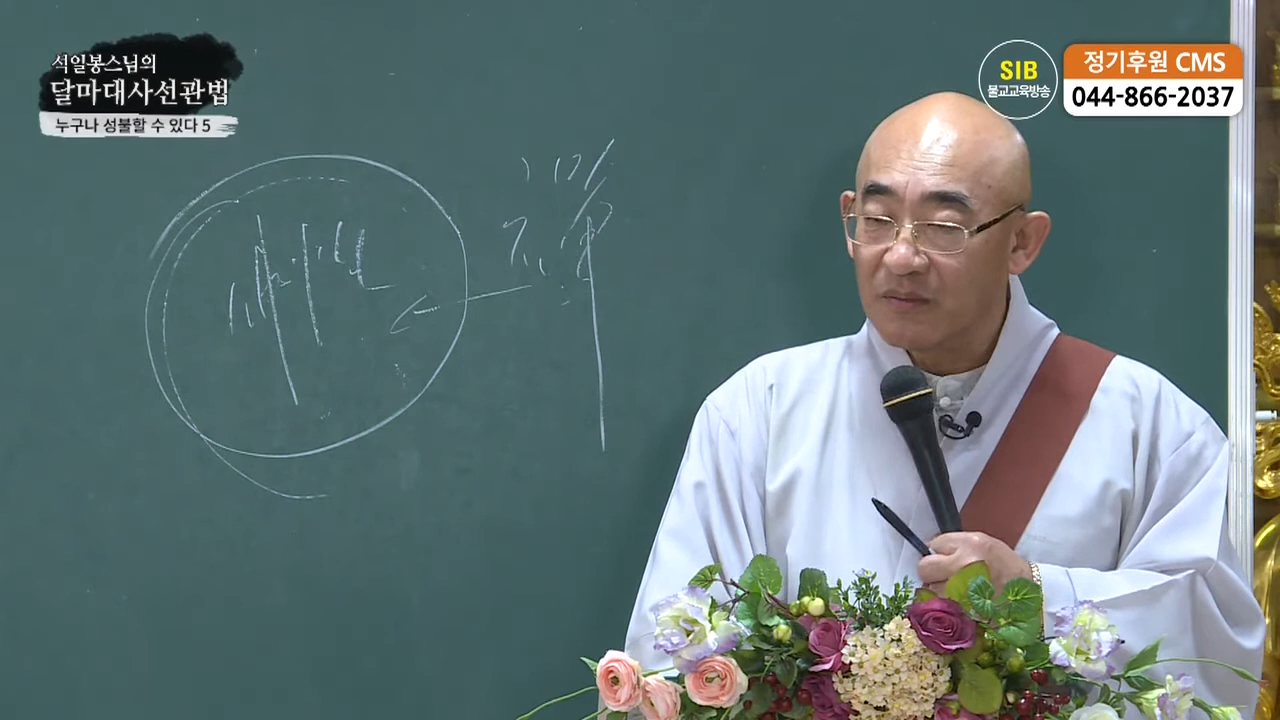 석일봉스님의
달마대사선관법
누구나 성불할 수 있다 5
SIB
불교교육방송
정기후원 CMS
044-866-2037
禪